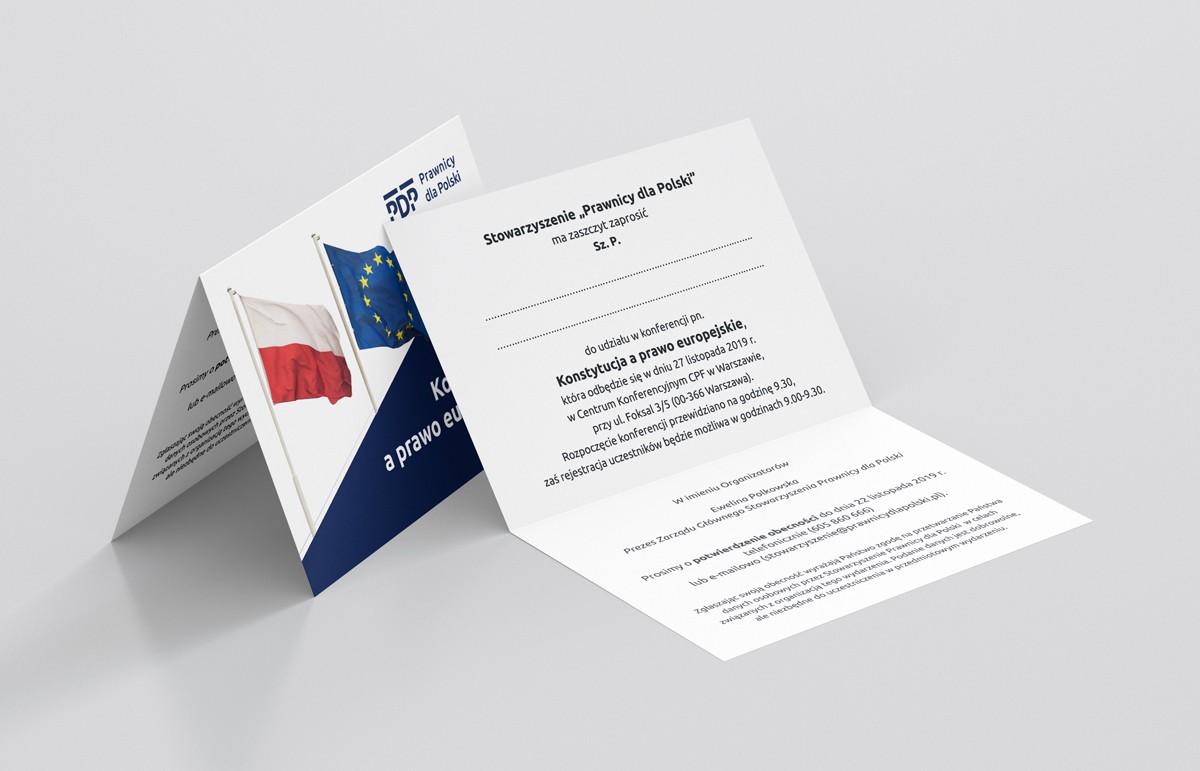 PDP
Prawnicy
dla Polski
a prawo eu
Prosimy o pot
lub e-mailowo
Zgłaszając swoją obecność wyr
danych osobowych przez Stow
związanych z organizacją tego wyd
ale niezbędne do uczestniczeni
Stowarzyszenie „Prawnicy dla Polski"
ma zaszczyt zaprosić
Sz. P.
do udziału w konferencji pn.
Konstytucja a prawo europejskie,
która odbędzie się w dniu 27 listopada 2019 r.
w Centrum Konferencyjnym CPF w Warszawie,
przy ul. Foksal 3/5 (00-366 Warszawa).
Rozpoczęcie konferencji przewidziano na godzinę 9.30,
zaś rejestracja uczestników będzie możliwa w godzinach 9.00-9.30.
W imieniu Organizatorów
Ewelina Polkowska
Prezes Zarządu Głównego Stowarzyszenia Prawnicy dla Polski
Prosimy o potwierdzenie obecności do dnia 22 listopada 2019 r.
telefonicznie (605 860 666)
lub e-mailowo (stowarzyszenie@prawnicydlapolski.pl).
Zgłaszając swoją obecność wyrażają Państwo zgodę na przetwarzanie Państwa
danych osobowych przez Stowarzyszenie Prawnicy dla Polski w celach
związanych z organizacją tego wydarzenia. Podanie danych jest dobrowolne,
ale niezbędne do uczestniczenia w przedmiotowym wydarzeniu.